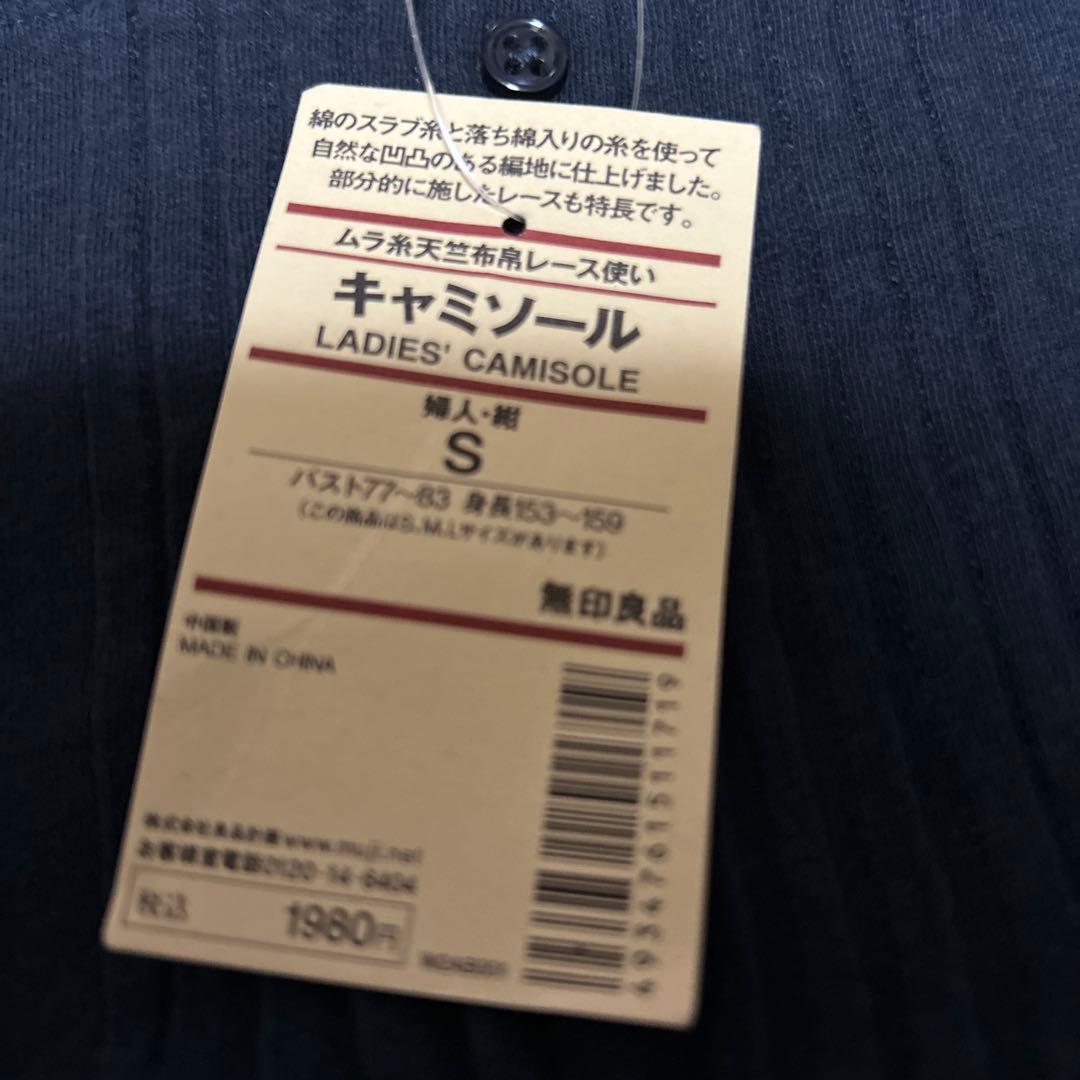 綿のスラブ糸と落ち綿入りの糸を使って
自然な凹凸のある編地に仕上げました。
部分的に施したレースも特長です。
ムラ糸天竺布帛レース使い
キャミソール
LADIES' CAMISOLE
婦人・紺
S
バスト77〜83 身長153〜159
(この商品はS、M、Lサイズがあります)
無印良品
中国製
MADE IN CHINA
株式会社良品計画 www.muji.net
お客様室電話0120-14-6404
税込 1980円
4934761511719